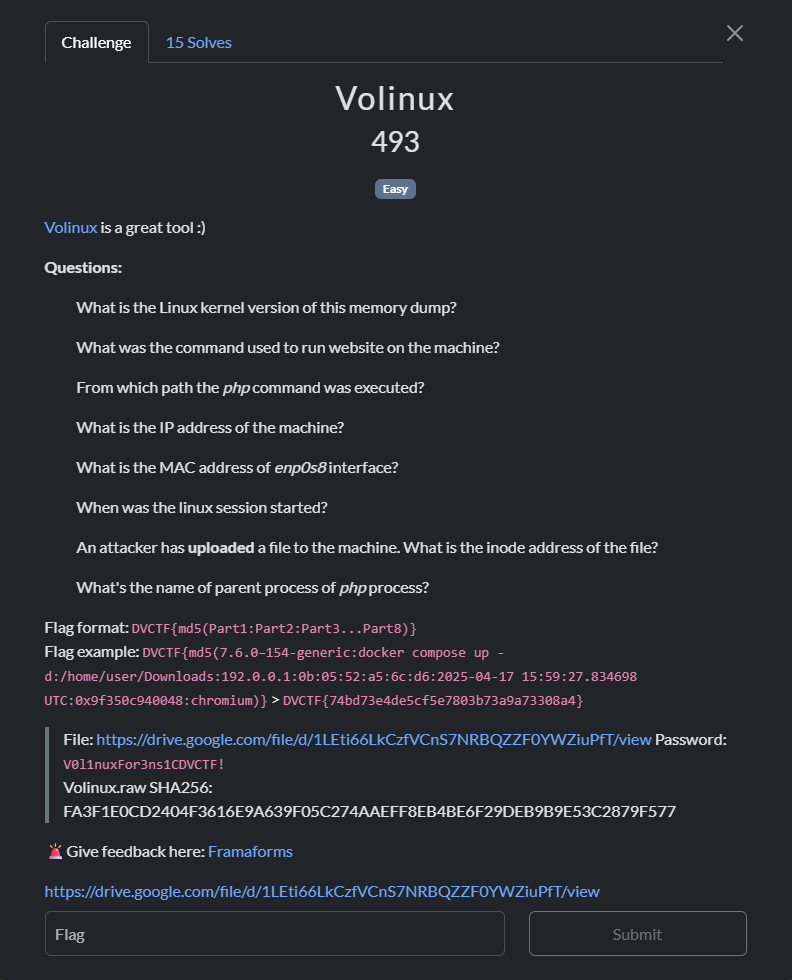 Challenge
15 Solves
Volinux
493
Easy
Volinux is a great tool :)
Questions:
What is the Linux kernel version of this memory dump?
What was the command used to run website on the machine?
From which path the php command was executed?
What is the IP address of the machine?
What is the MAC address of enp0s8 interface?
When was the linux session started?
An attacker has uploaded a file to the machine. What is the inode address of the file?
What's the name of parent process of php process?
Flag format: DVCTF{md5(Part1:Part2:Part3...Part8)}
Flag example: DVCTF{md5(7.6.0-154-generic:docker compose up -
d:/home/user/Downloads:192.0.0.1:0b:05:52:a5:6c:d6:2025-04-17 15:59:27.834698
UTC:0x9f350c940048:chromium)} > DVCTF{74bd73e4de5cf5e7803b73a9a73308a4}
File: https://drive.google.com/file/d/1LEti66LkCzfVCnS7NRBQZZF0YWZiuPfT/view Password:
V0l1nuxFor3ns1CDVCTF!
Volinux.raw SHA256:
FA3F1E0CD2404F3616E9A639F05C274AAEFF8EB4BE6F29DEB9B9E53C2879F577
🚨 Give feedback here: Framaforms
https://drive.google.com/file/d/1LEti66LkCzfVCnS7NRBQZZF0YWZiuPfT/view
Flag
Submit